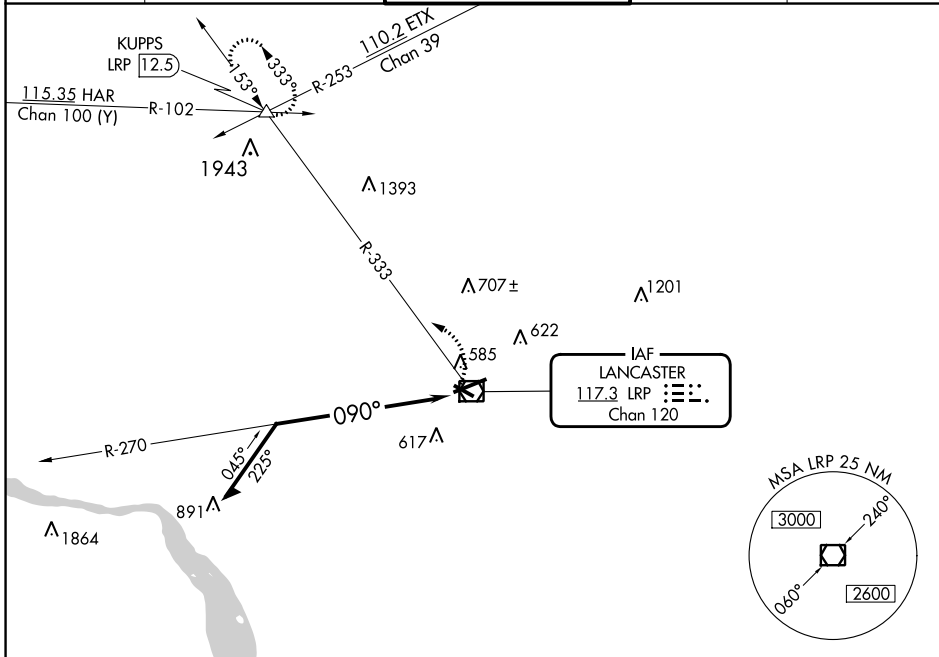 110.2 ETX
Chan 39
R-253
KUPPS
LRP 12.5
153°
333°
115.35 HAR
Chan 100 (Y)
R-102
1943
1393
R-333
707 ±
1201
622
585
IAF
LANCASTER
117.3 LRP
Chan 120
090°
R-270
617
045°
225°
891
1864
MSA LRP 25 NM
3000
240°
060°
2600